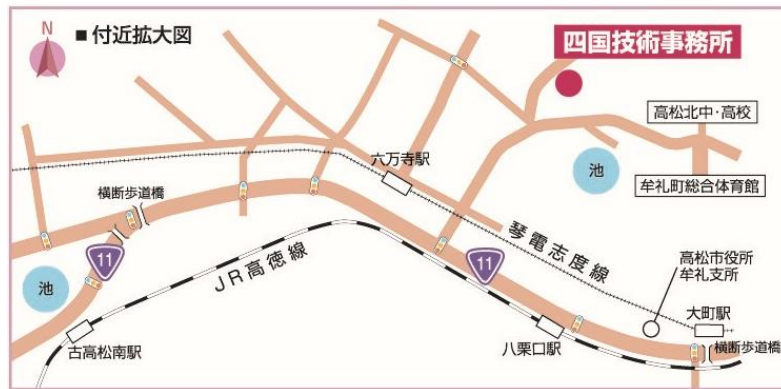 N
■ 付近拡大図
四国技術事務所
高松北中・高校
六万寺駅
池
牟礼町総合体育館
横断歩道橋
琴電志度線
11
JR高徳線
11
高松市役所
牟礼支所
池
大町駅
古高松南駅
八栗口駅
横断歩道橋